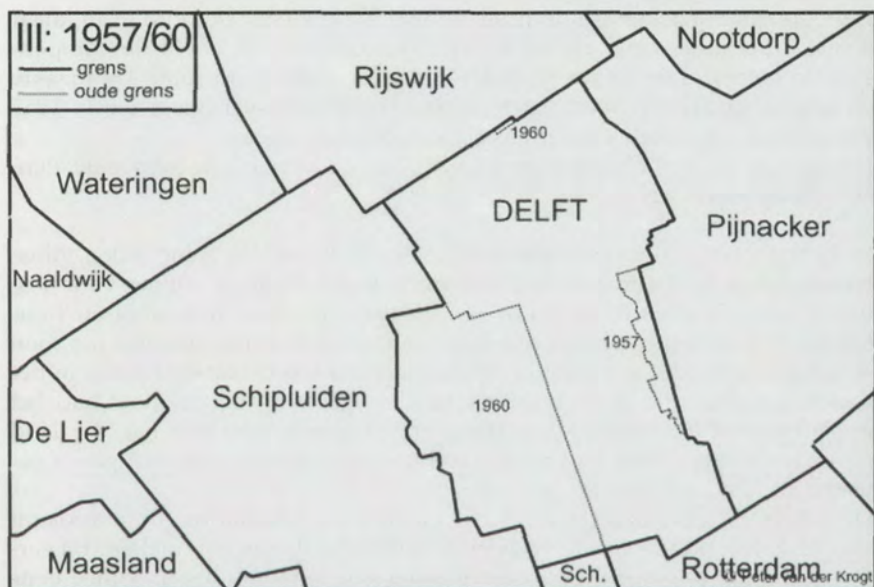 III: 1957/60
grens
oude grens
Nootdorp
Rijswijk
1960
Wateringen
DELFT
Pijnacker
Naaldwijk
1957
Schipluiden
1960
De Lier
Maasland
Sch.
Rotterdam
© Peter van der Krogt